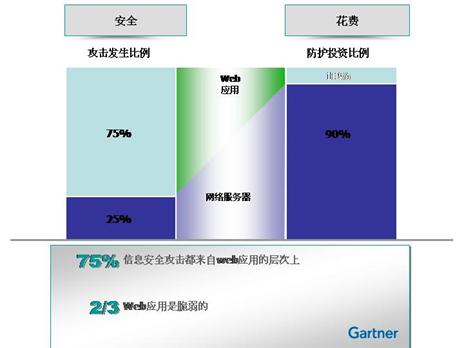 安全
花费
攻击发生比例
防护投资比例
Web
应用
75%
90%
网络服务器
25%
75% 信息安全攻击都来自web应用的层次上
2/3 Web应用是脆弱的
Gartner